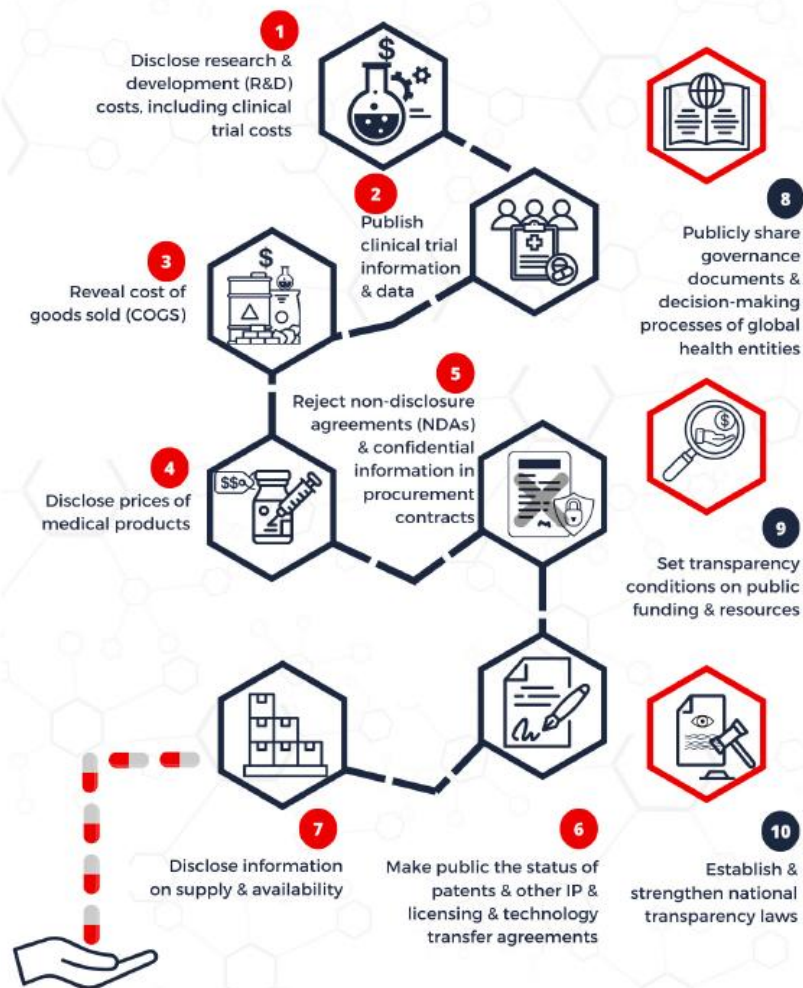 1
$
Disclose research &
development (R&D)
costs, including clinical
trial costs
2
Publish
clinical trial
information
& data
3
$
Reveal cost of
goods sold (COGS)
4
$$
Disclose prices of
medical products
5
Reject non-disclosure
agreements (NDAs)
& confidential
information in
procurement
contracts
6
Make public the status of
patents & other IP &
licensing & technology
transfer agreements
7
Disclose information
on supply & availability
8
Publicly share
governance
documents &
decision-making
processes of global
health entities
$
9
Set transparency
conditions on public
funding & resources
10
Establish &
strengthen national
transparency laws